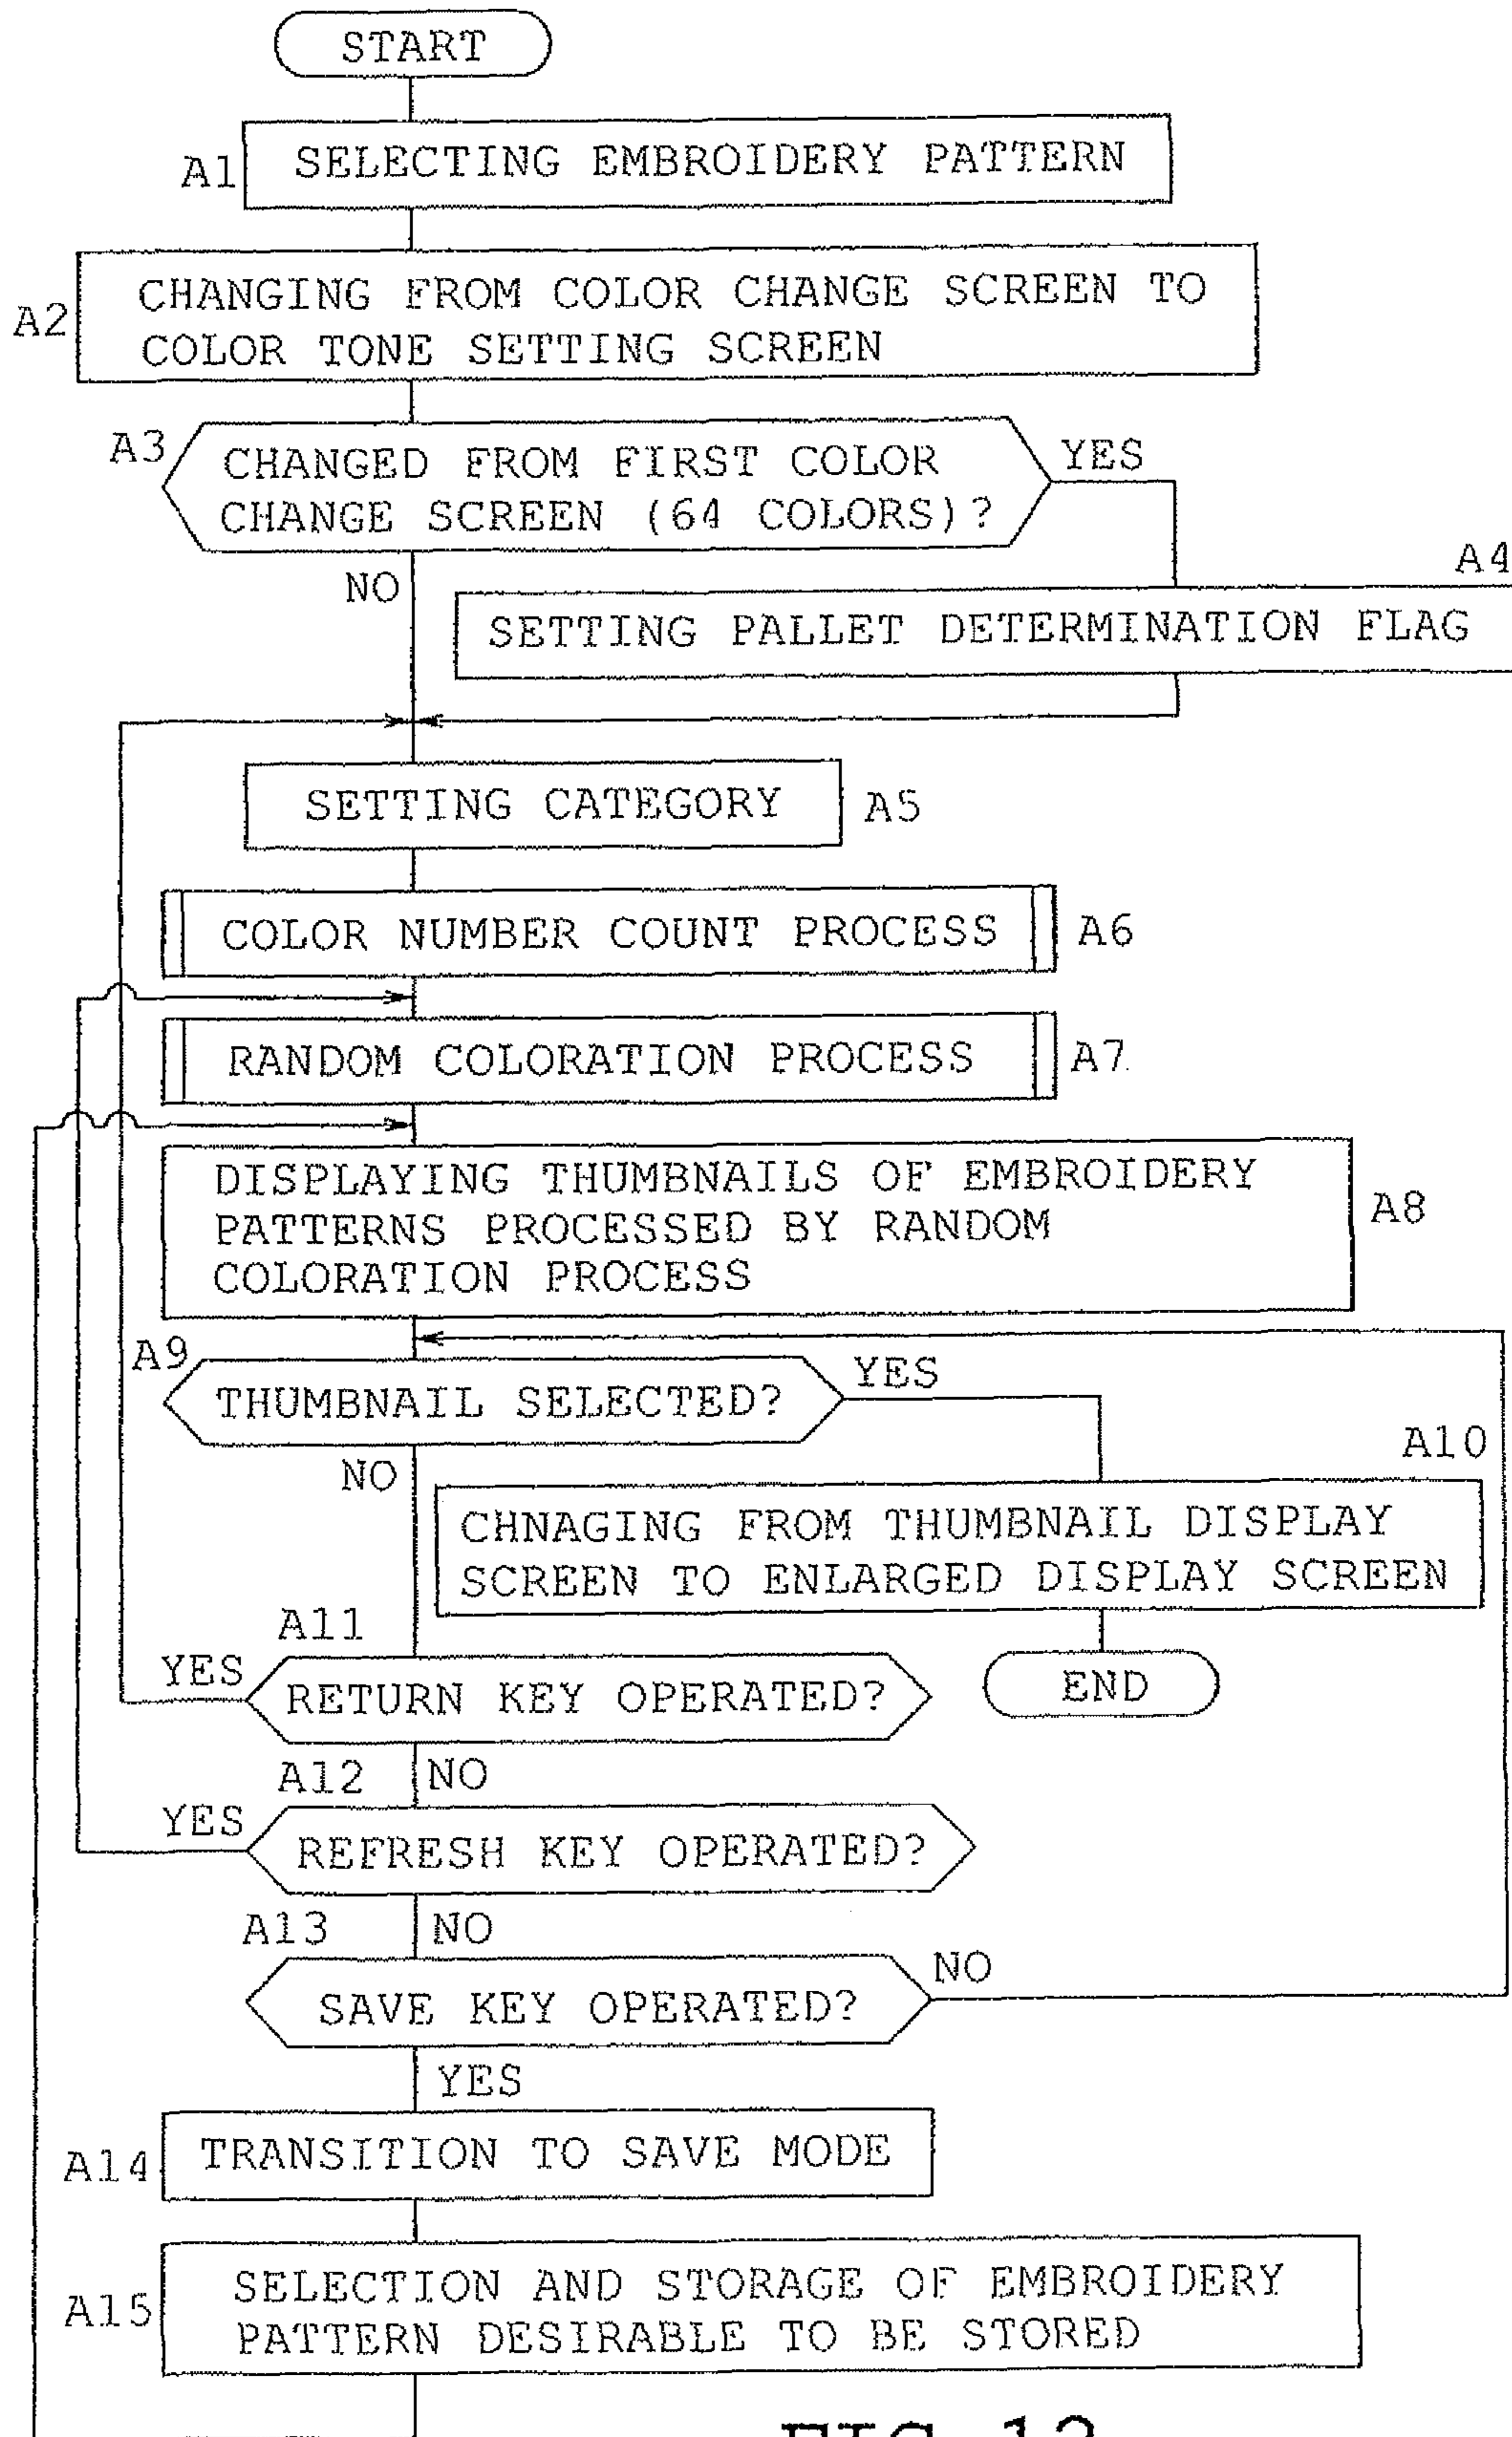 START
A1
SELECTING EMBROIDERY PATTERN
A2
CHANGING FROM COLOR CHANGE SCREEN TO
COLOR TONE SETTING SCREEN
A3
CHANGED FROM FIRST COLOR
CHANGE SCREEN (64 COLORS)?
YES
NO
A4
SETTING PALLET DETERMINATION FLAG
SETTING CATEGORY
A5
COLOR NUMBER COUNT PROCESS
A6
RANDOM COLORATION PROCESS
A7
DISPLAYING THUMBNAILS OF EMBROIDERY
PATTERNS PROCESSED BY RANDOM
COLORATION PROCESS
A8
A9
THUMBNAIL SELECTED?
YES
NO
A10
CHNAGING FROM THUMBNAIL DISPLAY
SCREEN TO ENLARGED DISPLAY SCREEN
END
A11
YES
RETURN KEY OPERATED?
A12
NO
YES
REFRESH KEY OPERATED?
A13
NO
SAVE KEY OPERATED?
NO
YES
A14
TRANSITION TO SAVE MODE
A15
SELECTION AND STORAGE OF EMBROIDERY
PATTERN DESIRABLE TO BE STORED